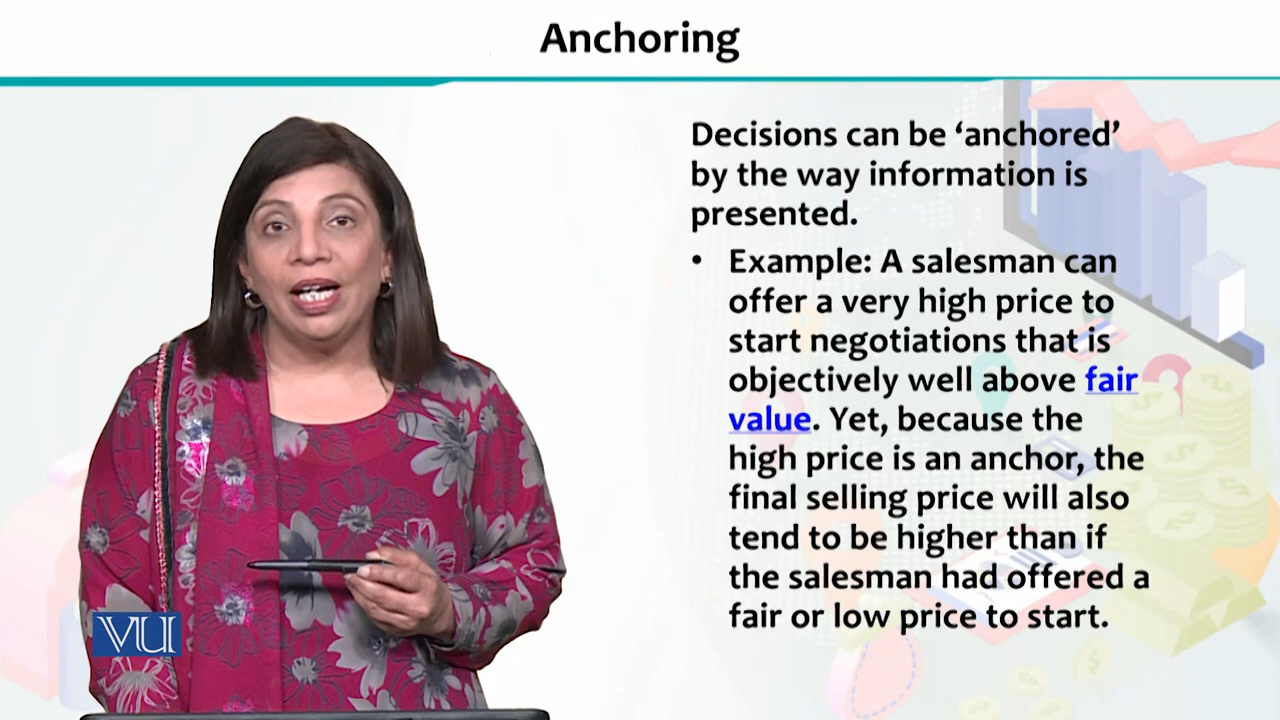 Anchoring
Decisions can be ‘anchored’
by the way information is
presented.
• Example: A salesman can
offer a very high price to
start negotiations that is
objectively well above fair
value. Yet, because the
high price is an anchor, the
final selling price will also
tend to be higher than if
the salesman had offered a
fair or low price to start.
VU